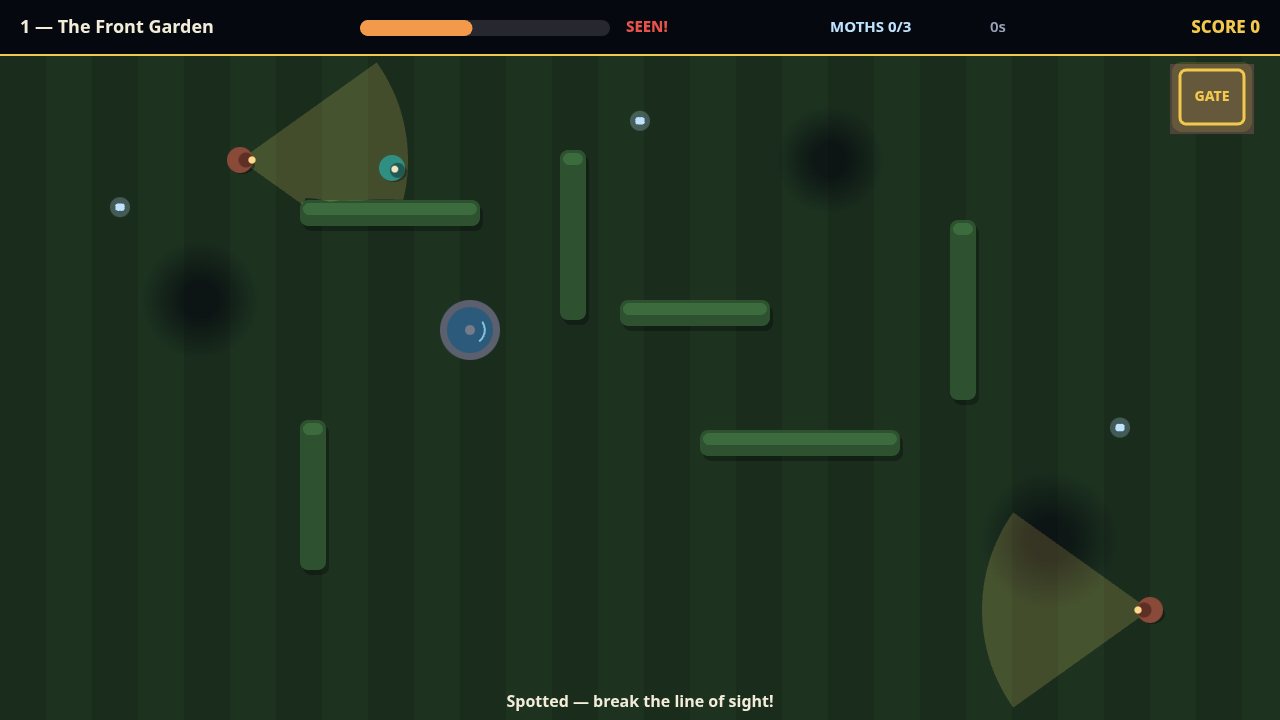 1 — The Front Garden
SEEN!
MOTHS 0/3
0s
SCORE 0
GATE
Spotted — break the line of sight!